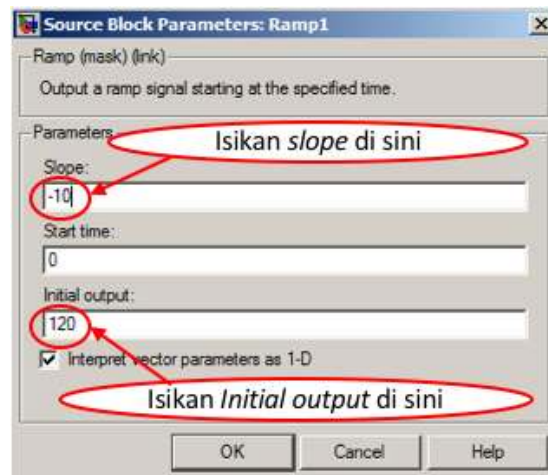 Source Block Parameters: Ramp1
Ramp (mask) (link)
Output a ramp signal starting at the specified time.
Parameters
Isikan slope di sini
Slope:
-10
Start time:
0
Initial output:
120
Interpret vector parameters as 1-D
Isikan Initial output di sini
OK Cancel Help